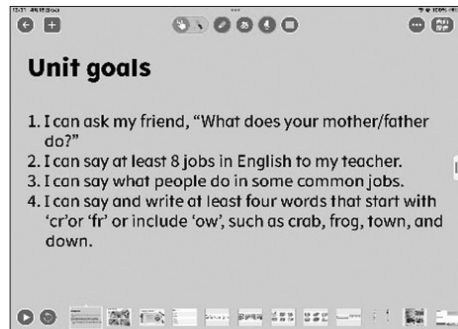 Unit goals
1. I can ask my friend, “What does your mother/father
do?”
2. I can say at least 8 jobs in English to my teacher.
3. I can say what people do in some common jobs.
4. I can say and write at least four words that start with
‘cr’or ‘fr’ or include ‘ow’, such as crab, frog, town, and
down.